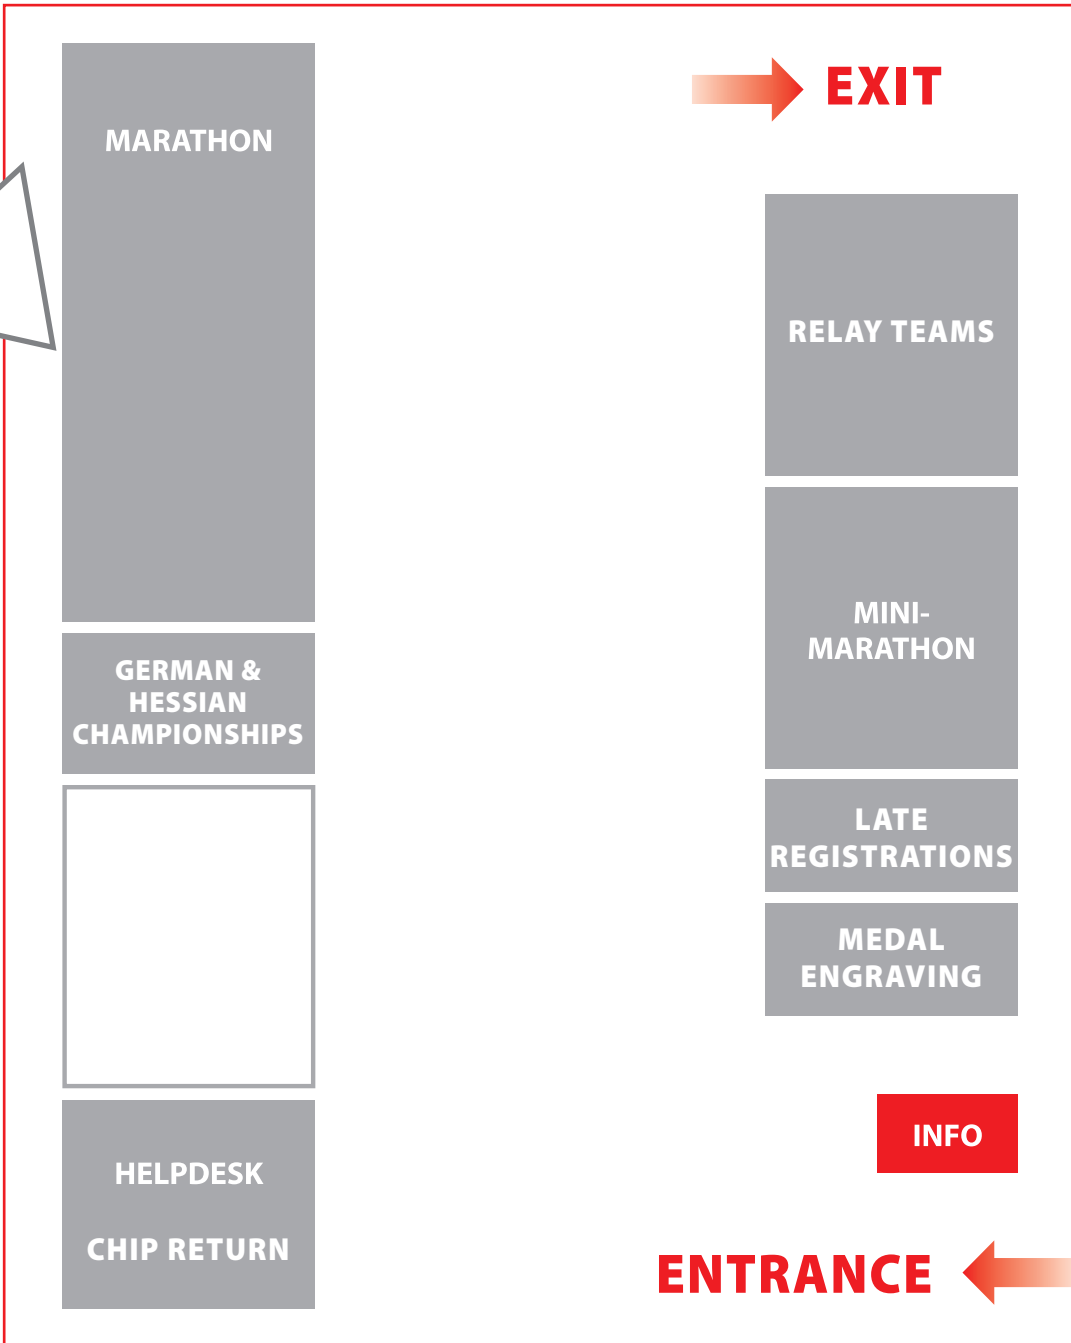 EXIT
MARATHON
RELAY TEAMS
MINI-
MARATHON
GERMAN &
HESSIAN
CHAMPIONSHIPS
LATE
REGISTRATIONS
MEDAL
ENGRAVING
INFO
HELPDESK
CHIP RETURN
ENTRANCE